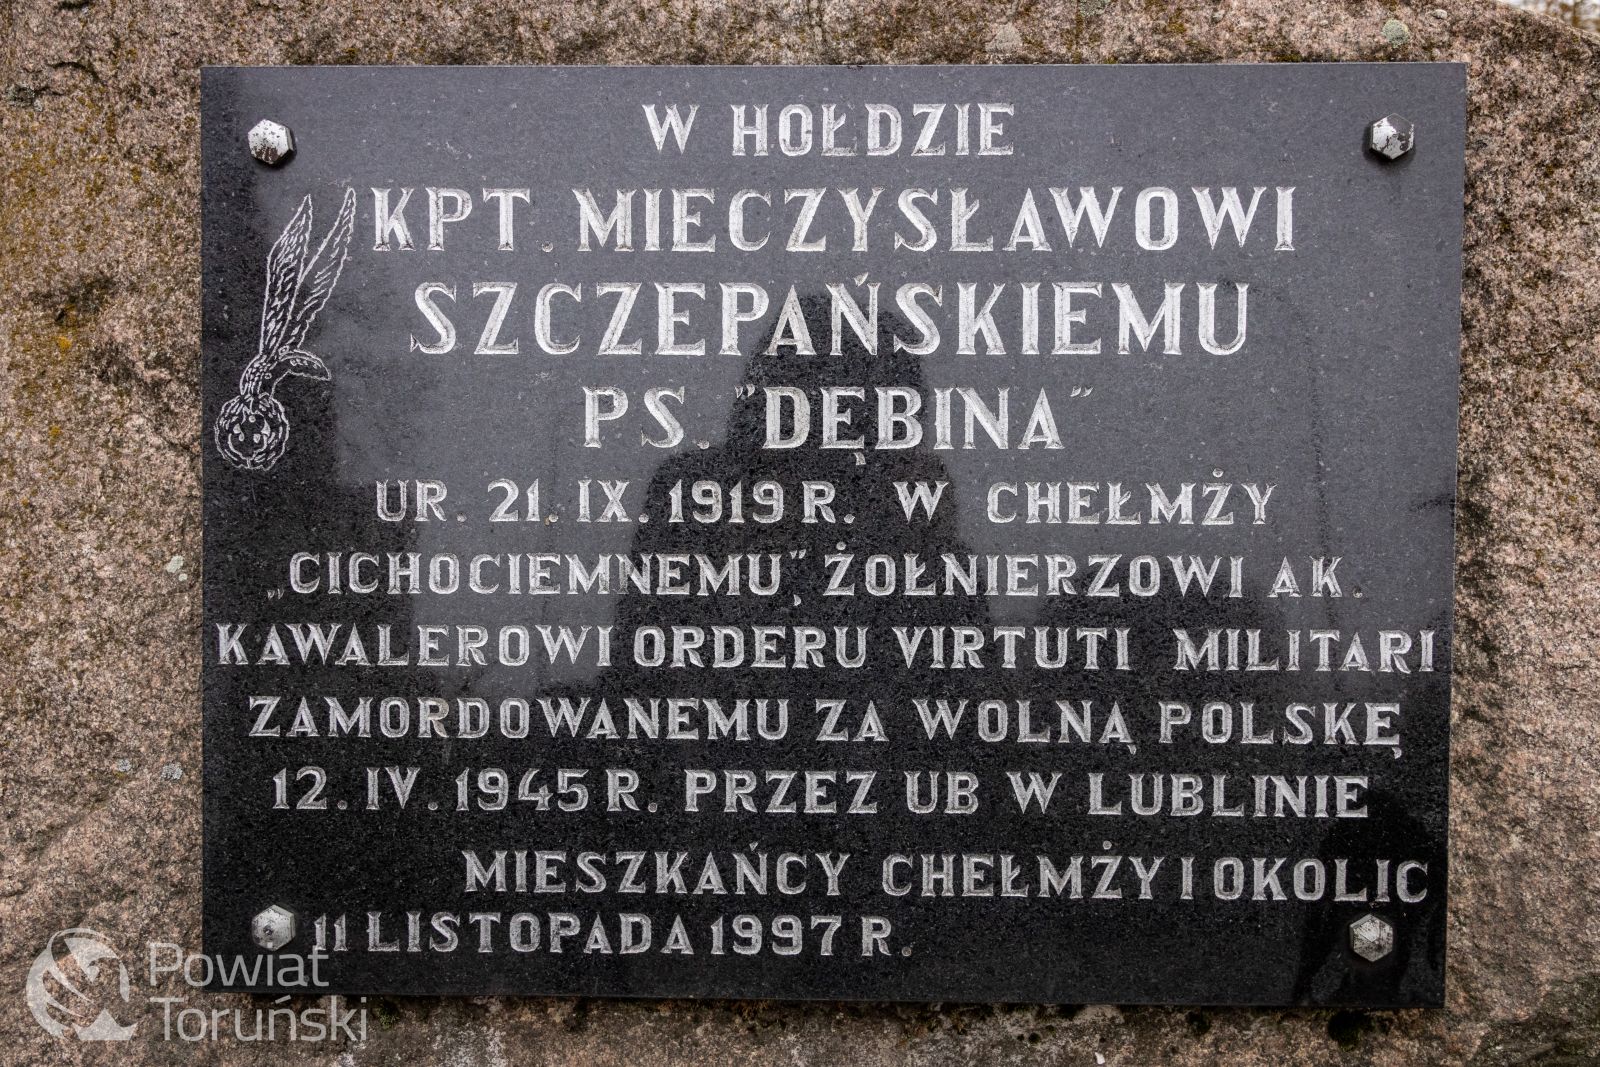 W HOŁDZIE
KPT. MIECZYSŁAWOWI
SZCZEPAŃSKIEMU
PS. "DĘBINA"
UR. 21. IX. 1919 R. W CHEŁMŻY
„CICHOCIEMNEMU”, ŻOŁNIERZOWI AK.
KAWALEROWI ORDERU VIRTUTI MILITARI
ZAMORDOWANEMU ZA WOLNĄ POLSKĘ
12. IV. 1945 R. PRZEZ UB W LUBLINIE
MIESZKAŃCY CHEŁMŻY I OKOLIC
11 LISTOPADA 1997 R.
Powiat
Toruński